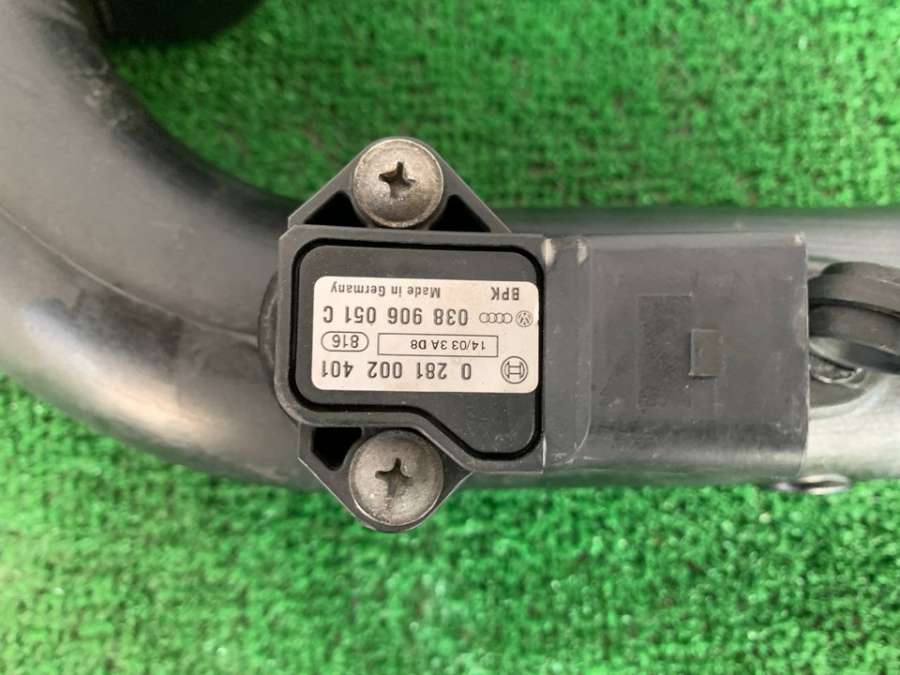 0 281 002 401
14/03 3A D8 816
038 906 051 C
BPK Made in Germany